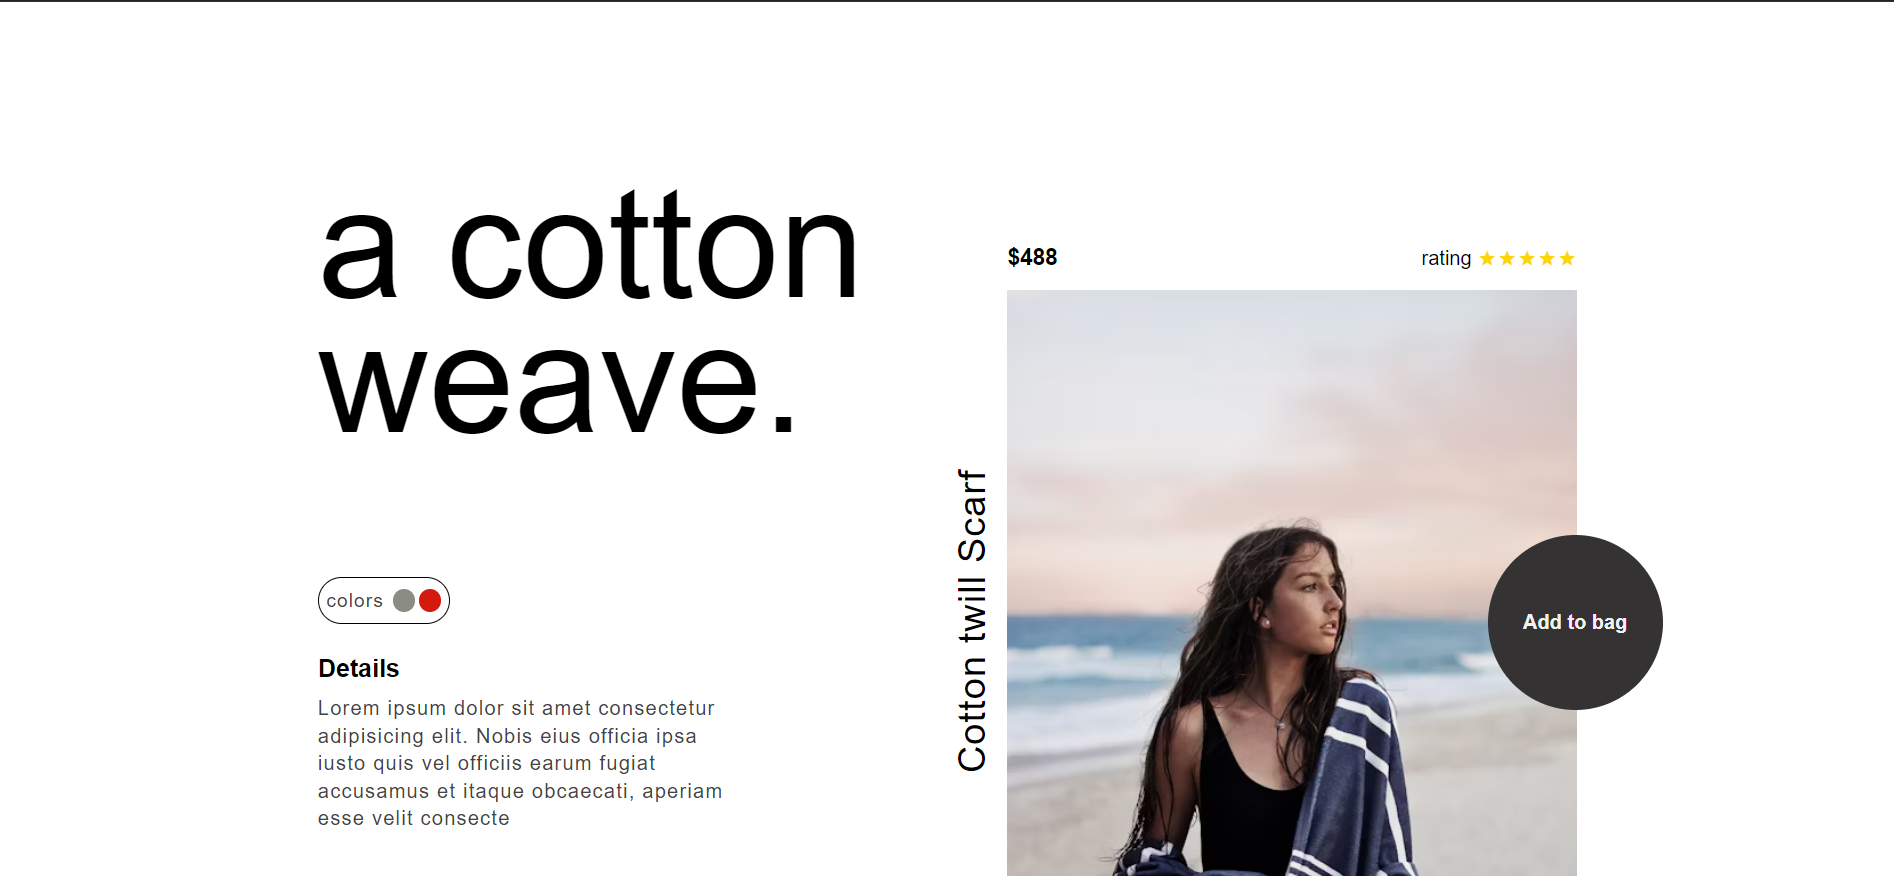 a cotton
weave.
colors
Details
Lorem ipsum dolor sit amet consectetur
adipisicing elit. Nobis eius officia ipsa
iusto quis vel officiis earum fugiat
accusamus et itaque obcaecati, aperiam
esse velit consecte
$488
rating ★★★★★
Cotton twill Scarf
Add to bag